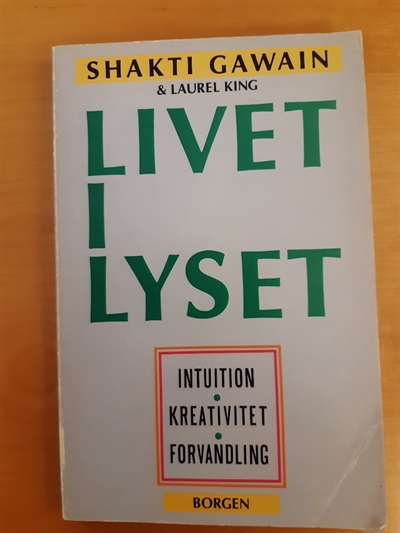 SHAKTI GAWAIN
& LAUREL KING
LIVET
I
LYSET
INTUITION
•
KREATIVITET
•
FORVANDLING
BORGEN